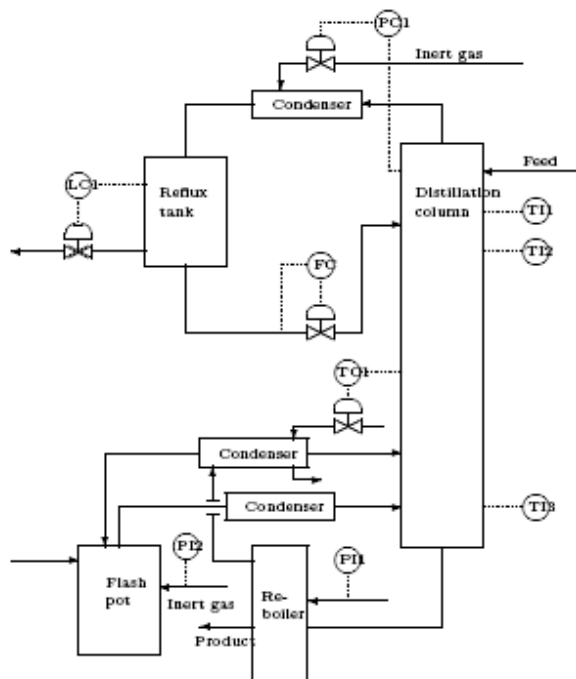 PC1
Inert gas
Condenser
Feed
LC1
Reflux
tank
Distillation
column
TI1
TI2
FC
TC1
Condenser
Condenser
TI3
PI2
PI1
Flash
pot
Inert gas
Re-
boiler
Product